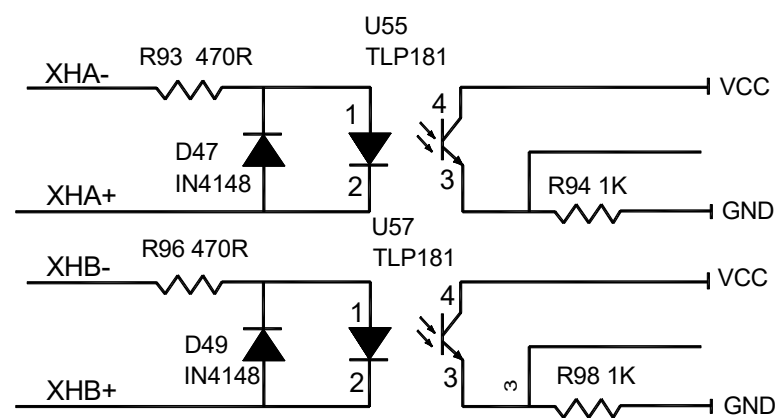 U55
R93 470R
TLP181
XHA-
VCC
4
1
D47
IN4148
3
R94 1K
2
XHA+
GND
U57
R96 470R
TLP181
XHB-
VCC
4
1
D49
IN4148
3
3
R98 1K
2
XHB+
GND